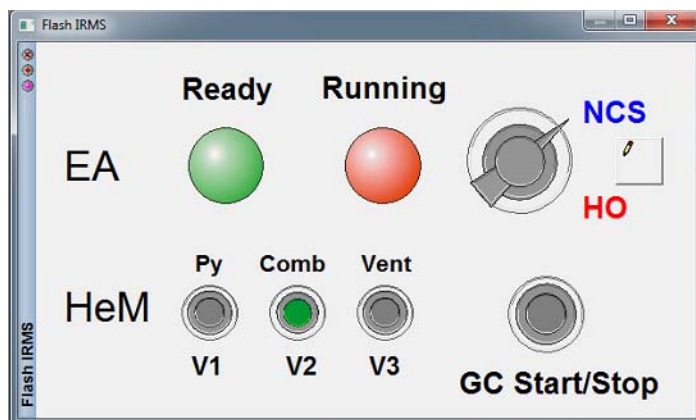 Flash IRMS
Ready Running
NCS
EA
HO
Py Comb Vent
HeM
V1 V2 V3
GC Start/Stop
Flash IRMS